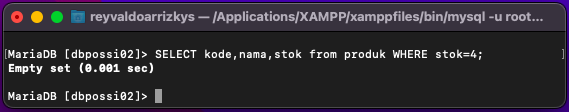 reyvaldoarrizkys — /Applications/XAMPP/xamppfiles/bin/mysql -u root...
[MariaDB [dbpossi02]> SELECT kode,nama,stok from produk WHERE stok=4; ]
Empty set (0.001 sec)
MariaDB [dbpossi02]>